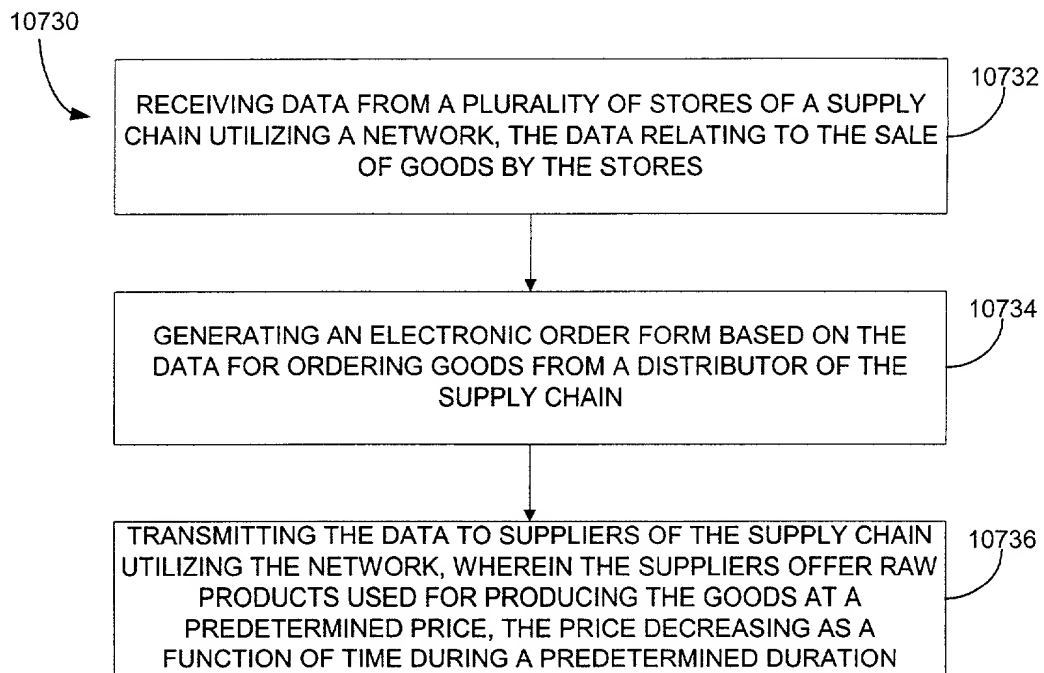 10730
10732
RECEIVING DATA FROM A PLURALITY OF STORES OF A SUPPLY
CHAIN UTILIZING A NETWORK, THE DATA RELATING TO THE SALE
OF GOODS BY THE STORES
10734
GENERATING AN ELECTRONIC ORDER FORM BASED ON THE
DATA FOR ORDERING GOODS FROM A DISTRIBUTOR OF THE
SUPPLY CHAIN
10736
TRANSMITTING THE DATA TO SUPPLIERS OF THE SUPPLY CHAIN
UTILIZING THE NETWORK, WHEREIN THE SUPPLIERS OFFER RAW
PRODUCTS USED FOR PRODUCING THE GOODS AT A
PREDETERMINED PRICE, THE PRICE DECREASING AS A
FUNCTION OF TIME DURING A PREDETERMINED DURATION